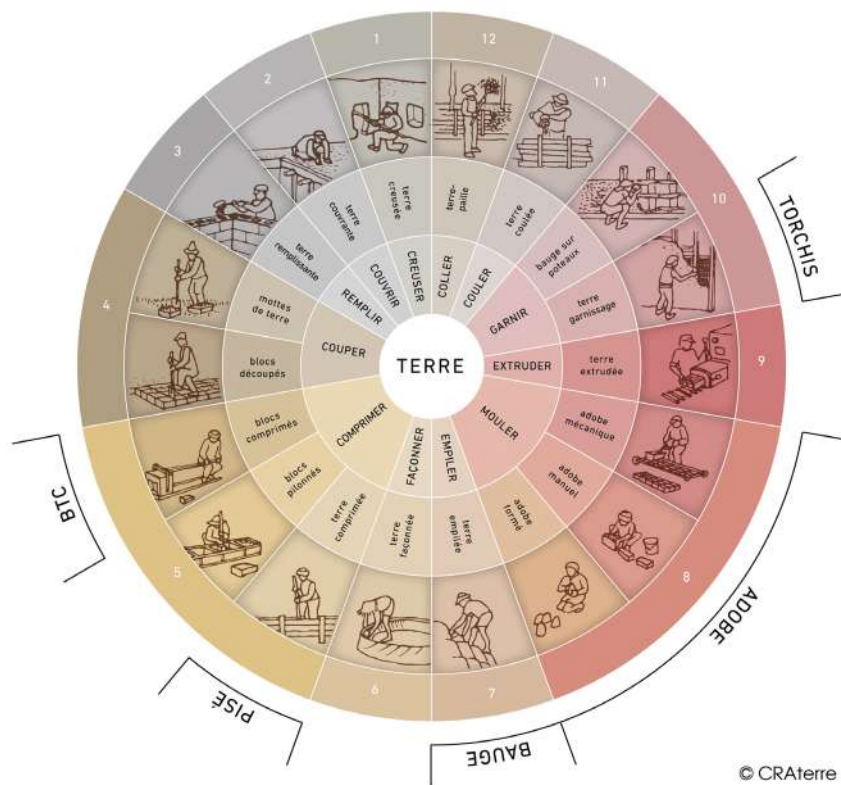 1
12
2
11
3
10
4
9
5
8
6
7
terre
creusée
terre-
paille
terre
couvrante
terre
coulée
terre
remplissante
bauge sur
poteaux
mottes
de terre
terre
garnissage
blocs
découpés
terre
extrudée
blocs
comprimés
adobe
mécanique
blocs
pilonnés
adobe
manuel
terre
comprimée
adobe
formé
terre
façonnée
terre
empilée
CREUSER
COLLER
COUVRIR
COULER
REMPLIR
GARNIR
COUPER
TERRE
EXTRUDER
COMPRIMER
MOULER
FAÇONNER
EMPILER
TORCHIS
BTC
ADOBE
PISÉ
BAUGE
© CRAterre